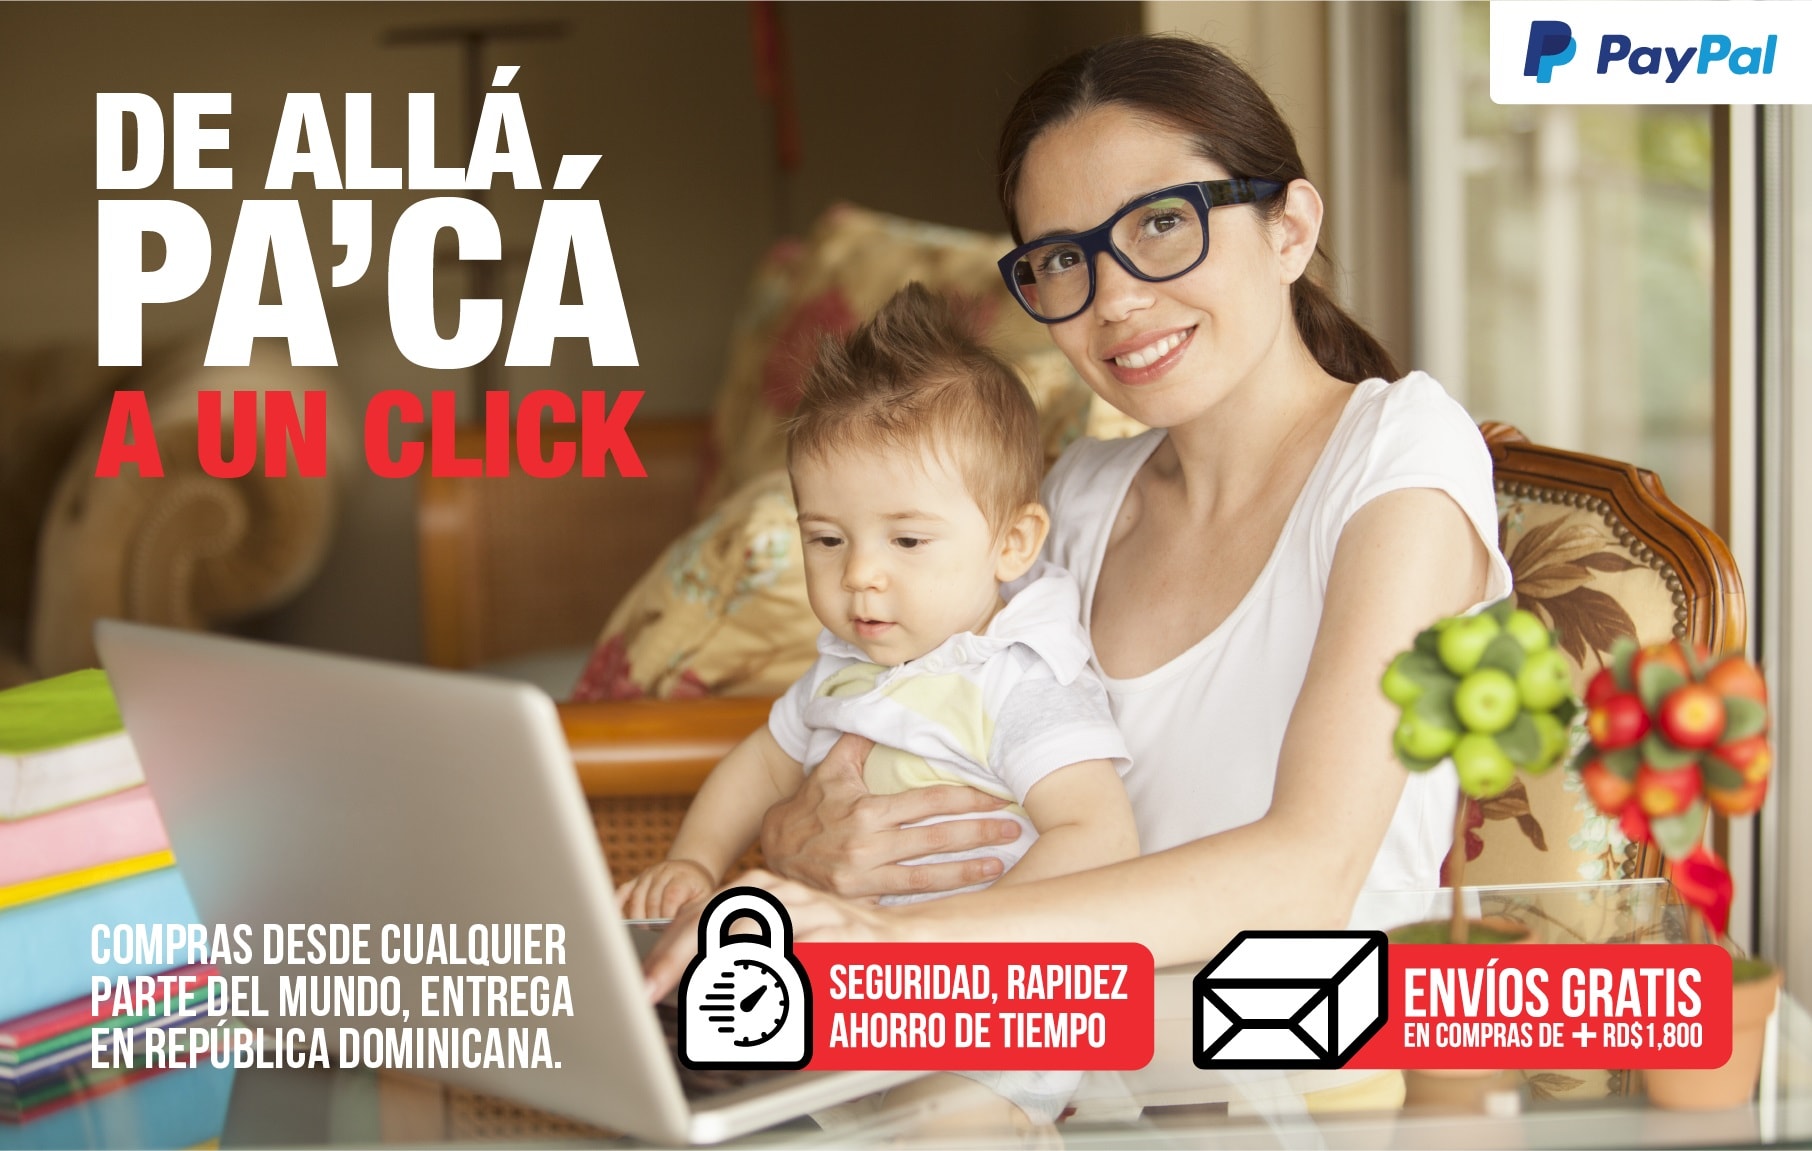 DE ALLÁ
PA'CÁ
A UN CLICK
PayPal
COMPRAS DESDE CUALQUIER
PARTE DEL MUNDO, ENTREGA
EN REPÚBLICA DOMINICANA.
SEGURIDAD, RAPIDEZ
AHORRO DE TIEMPO
ENVÍOS GRATIS
EN COMPRAS DE + RD$1,800